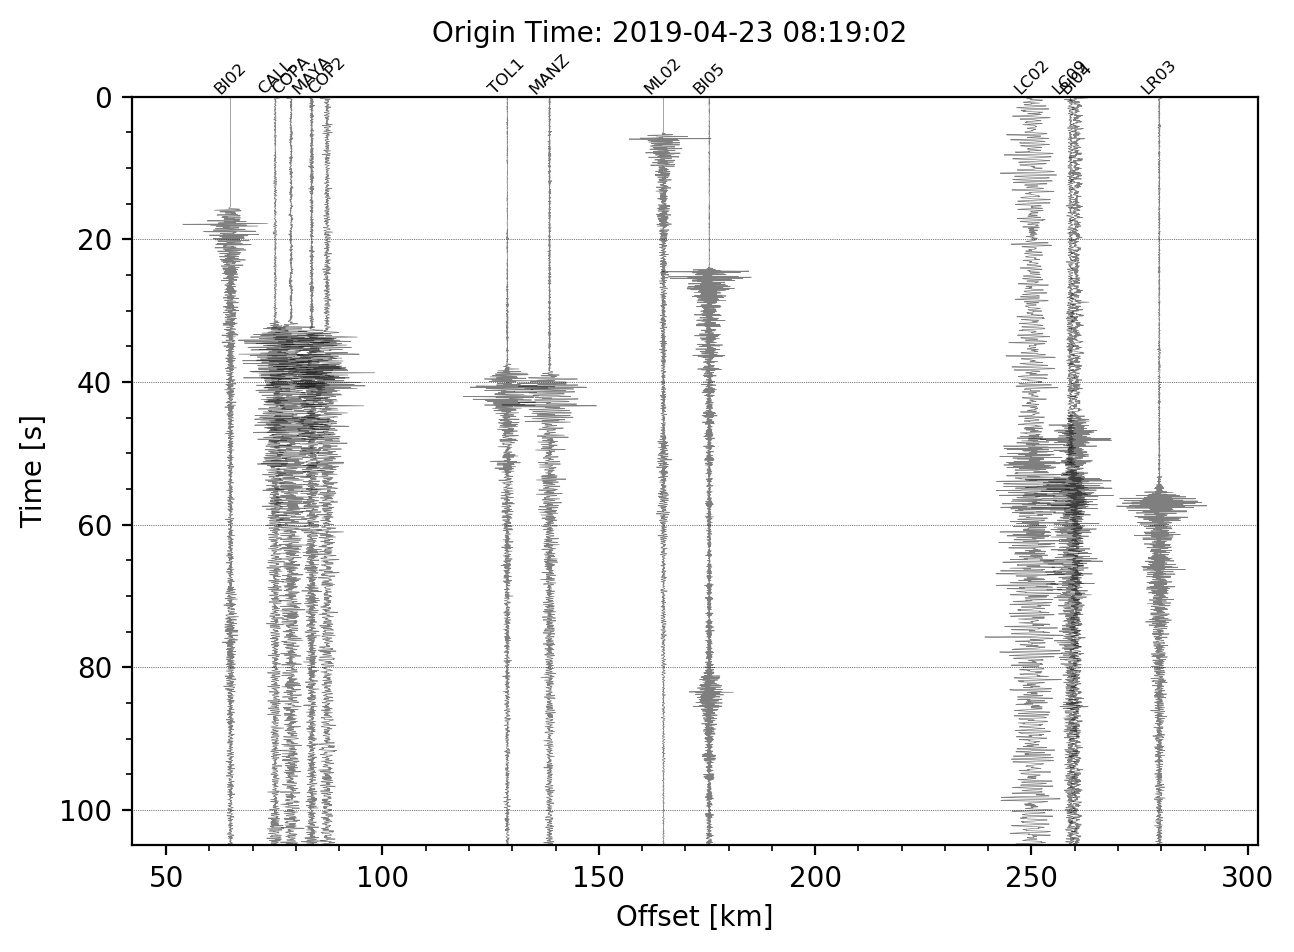 Origin Time: 2019-04-23 08:19:02
BI02 CALL COPA MAYA COP2 TOL1 MANZ ML02 BI05 LC02 BI04 LR03
0
20
40
60
80
100
Time [s]
50 100 150 200 250 300
Offset [km]